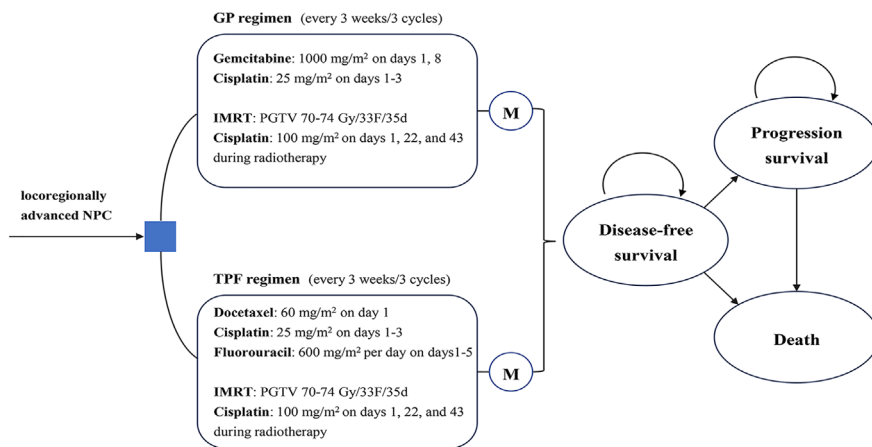 GP regimen (every 3 weeks/3 cycles)
Gemcitabine: 1000 mg/m² on days 1, 8
Cisplatin: 25 mg/m² on days 1-3
IMRT: PGTV 70-74 Gy/33F/35d
Cisplatin: 100 mg/m² on days 1, 22, and 43
during radiotherapy
M
locoregionally
advanced NPC
TPF regimen (every 3 weeks/3 cycles)
Docetaxel: 60 mg/m² on day 1
Cisplatin: 25 mg/m² on days 1-3
Fluorouracil: 600 mg/m² per day on days1-5
IMRT: PGTV 70-74 Gy/33F/35d
Cisplatin: 100 mg/m² on days 1, 22, and 43
during radiotherapy
M
Disease-free
survival
Progression
survival
Death